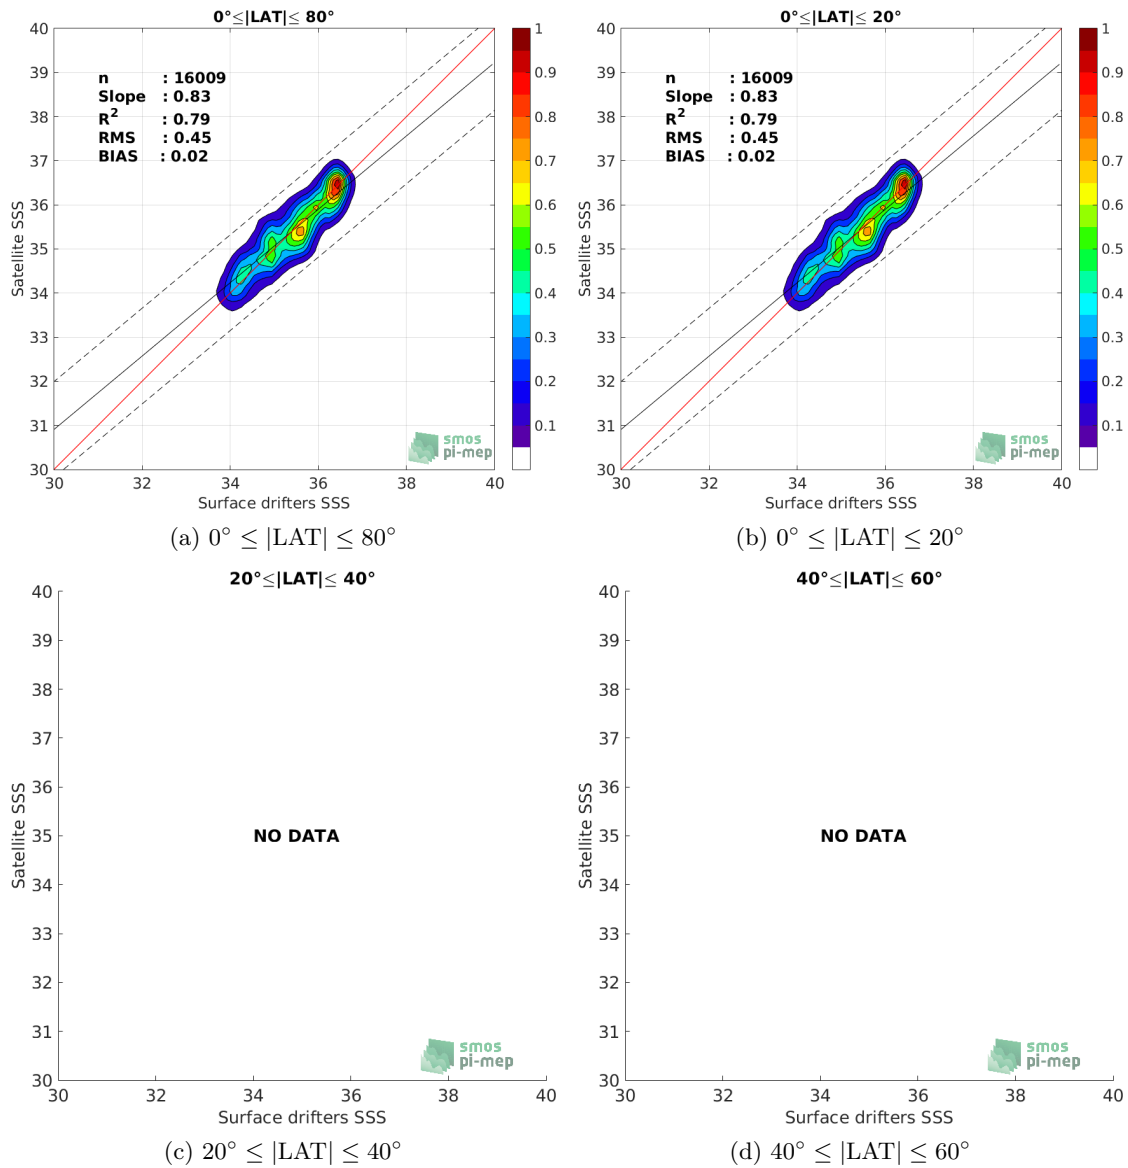 0°≤|LAT|≤ 80°
40
39
38
37
36
35
34
33
32
31
30
Satellite SSS
n : 16009
Slope : 0.83
R² : 0.79
RMS : 0.45
BIAS : 0.02
smos
pi-mep
30 32 34 36 38 40
Surface drifters SSS
1
0.9
0.8
0.7
0.6
0.5
0.4
0.3
0.2
0.1
(a) 0° ≤ |LAT| ≤ 80°
0°≤|LAT|≤ 20°
40
39
38
37
36
35
34
33
32
31
30
Satellite SSS
n : 16009
Slope : 0.83
R² : 0.79
RMS : 0.45
BIAS : 0.02
smos
pi-mep
30 32 34 36 38 40
Surface drifters SSS
1
0.9
0.8
0.7
0.6
0.5
0.4
0.3
0.2
0.1
(b) 0° ≤ |LAT| ≤ 20°
20°≤|LAT|≤ 40°
40
39
38
37
36
35
34
33
32
31
30
Satellite SSS
NO DATA
smos
pi-mep
30 32 34 36 38 40
Surface drifters SSS
(c) 20° ≤ |LAT| ≤ 40°
40°≤|LAT|≤ 60°
40
39
38
37
36
35
34
33
32
31
30
Satellite SSS
NO DATA
smos
pi-mep
30 32 34 36 38 40
Surface drifters SSS
(d) 40° ≤ |LAT| ≤ 60°